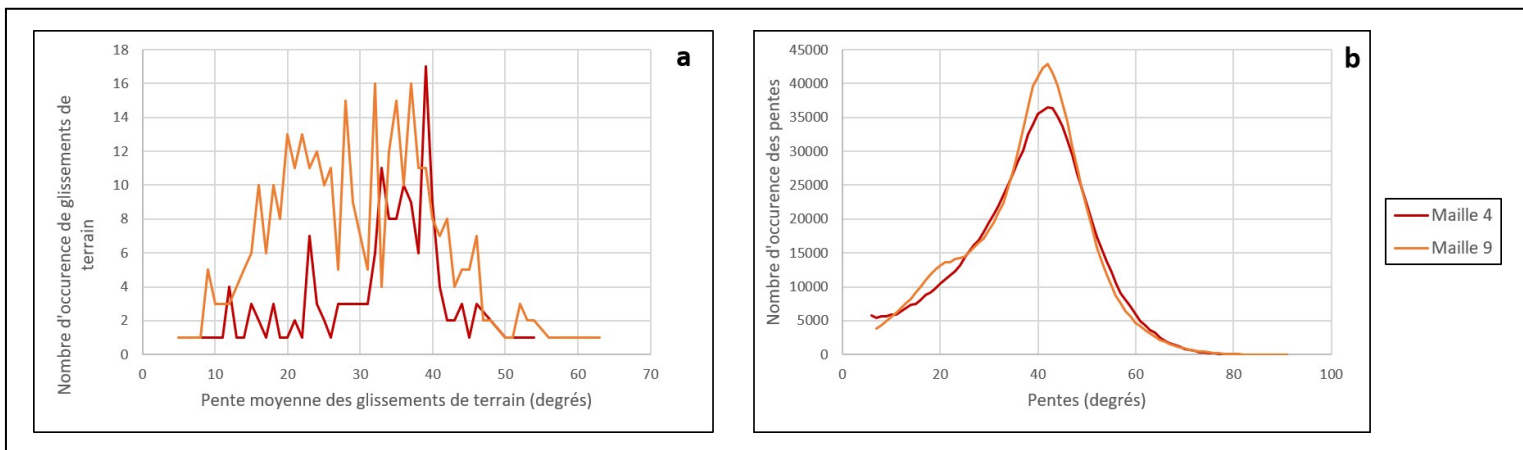 a
18
16
14
12
10
8
6
4
2
0
Nombre d'occurence de glissements de
terrain
0 10 20 30 40 50 60 70
Pente moyenne des glissements de terrain (degrés)
b
45000
40000
35000
30000
25000
20000
15000
10000
5000
0
Nombre d'occurence des pentes
0 20 40 60 80 100
Pentes (degrés)
Maille 4
Maille 9